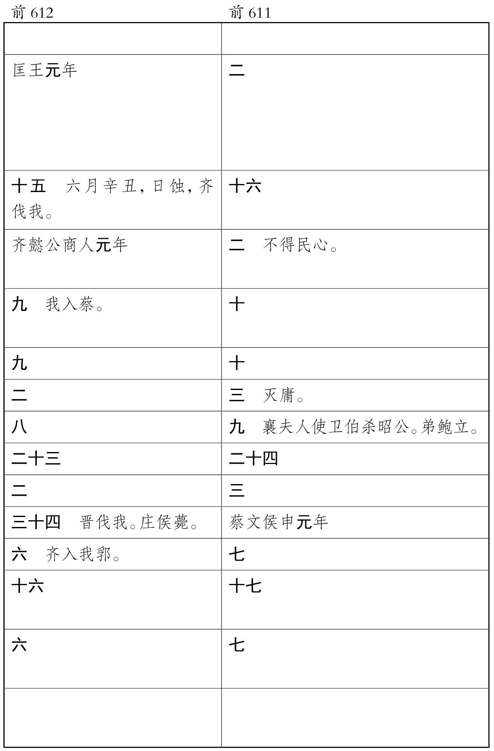 前 612 前 611
匡王元年 二
十五 六月辛丑，日蚀，齐 十六
伐我。
齐懿公商人元年 二 不得民心。
九 我入蔡。 十
九 十
二 三 灭庸。
八 九 襄夫人使卫伯杀昭公。弟鲍立。
二十三 二十四
二 三
三十四 晋伐我。庄侯薨。 蔡文侯申元年
六 齐入我郛。 七
十六 十七
六 七